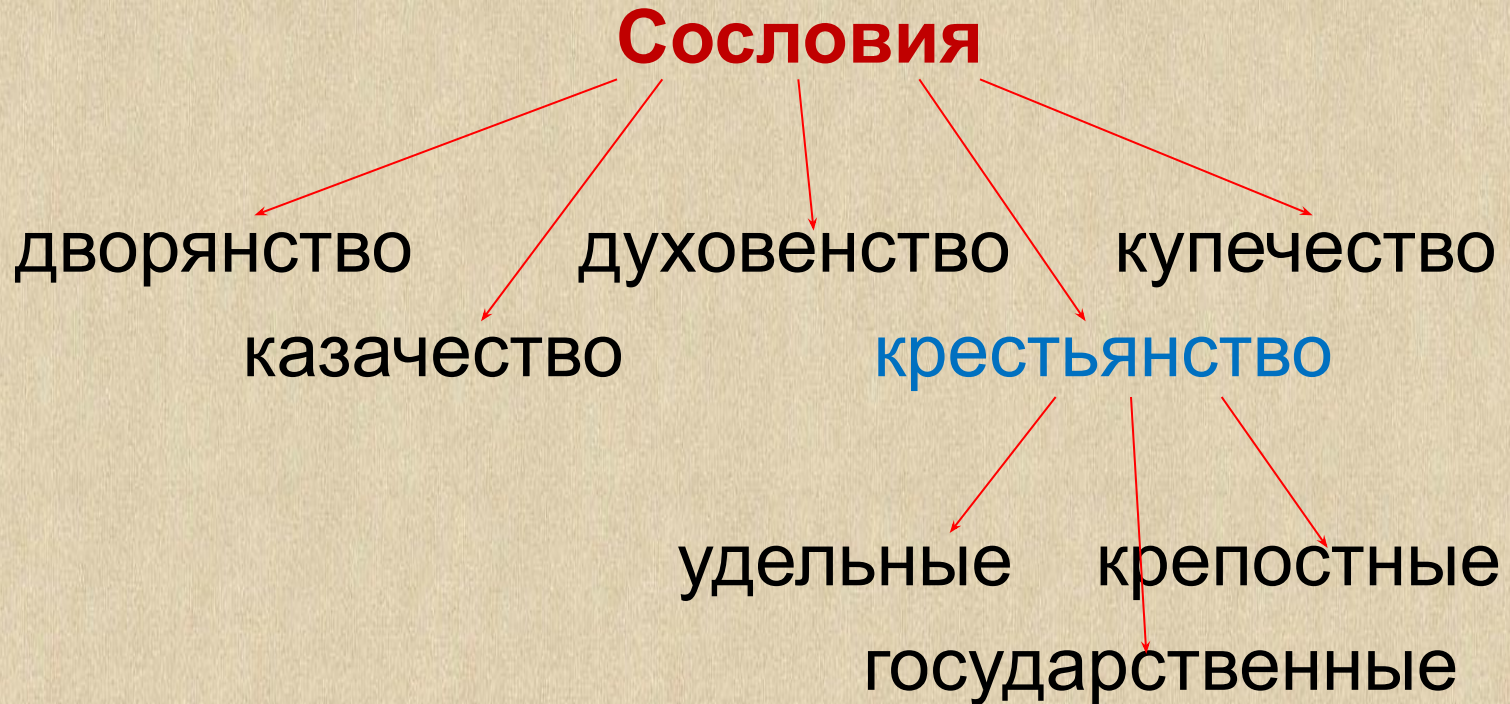 Сословия
дворянство духовенство купечество
казачество крестьянство
удельные крепостные
государственные